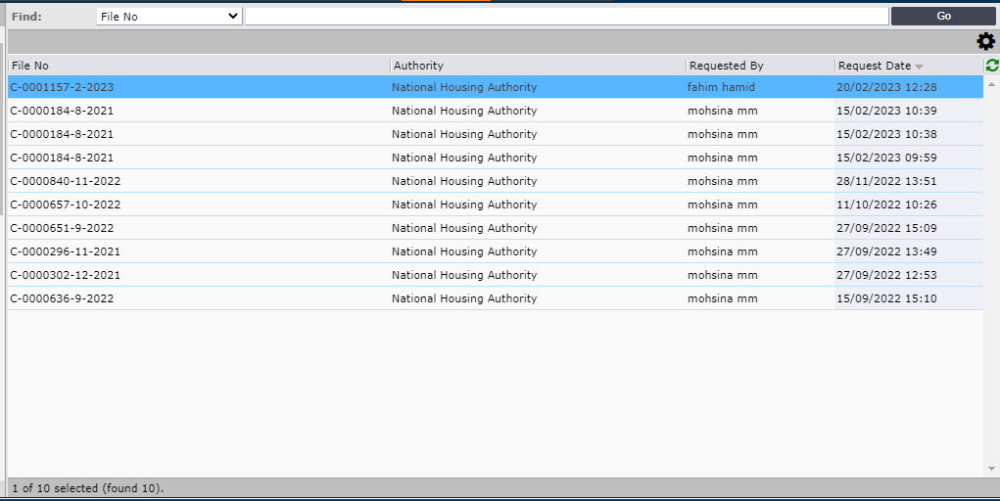 Find: File No Go
File No Authority Requested By Request Date
C-0001157-2-2023 National Housing Authority fahim hamid 20/02/2023 12:28
C-0000184-8-2021 National Housing Authority mohsina mm 15/02/2023 10:39
C-0000184-8-2021 National Housing Authority mohsina mm 15/02/2023 10:38
C-0000184-8-2021 National Housing Authority mohsina mm 15/02/2023 09:59
C-0000840-11-2022 National Housing Authority mohsina mm 28/11/2022 13:51
C-0000657-10-2022 National Housing Authority mohsina mm 11/10/2022 10:26
C-0000651-9-2022 National Housing Authority mohsina mm 27/09/2022 15:09
C-0000296-11-2021 National Housing Authority mohsina mm 27/09/2022 13:49
C-0000302-12-2021 National Housing Authority mohsina mm 27/09/2022 12:53
C-0000636-9-2022 National Housing Authority mohsina mm 15/09/2022 15:10
1 of 10 selected (found 10).